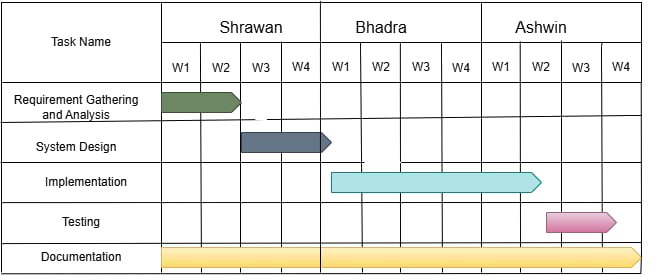 Task Name
Shrawan Bhadra Ashwin
W1 W2 W3 W4 W1 W2 W3 W4 W1 W2 W3 W4
Requirement Gathering
and Analysis
System Design
Implementation
Testing
Documentation